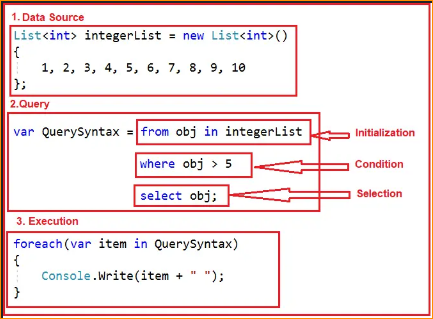 1. Data Source
List<int> integerList = new List<int>()
{
    1, 2, 3, 4, 5, 6, 7, 8, 9, 10
};
2.Query
var QuerySyntax = from obj in integerList
Initialization
where obj > 5
Condition
select obj;
Selection
3. Execution
foreach(var item in QuerySyntax)
{
    Console.Write(item + " ");
}